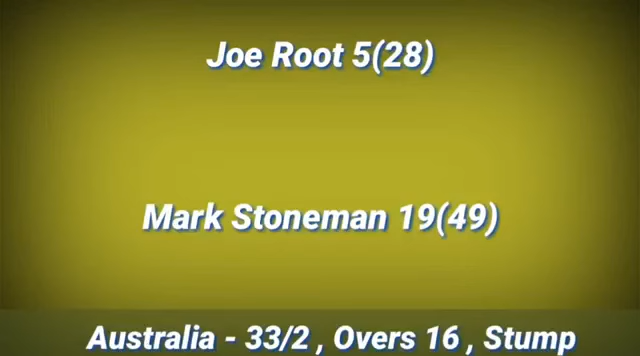 Joe Root 5(28)
Mark Stoneman 19(49)
Australia - 33/2 , Overs 16 , Stump